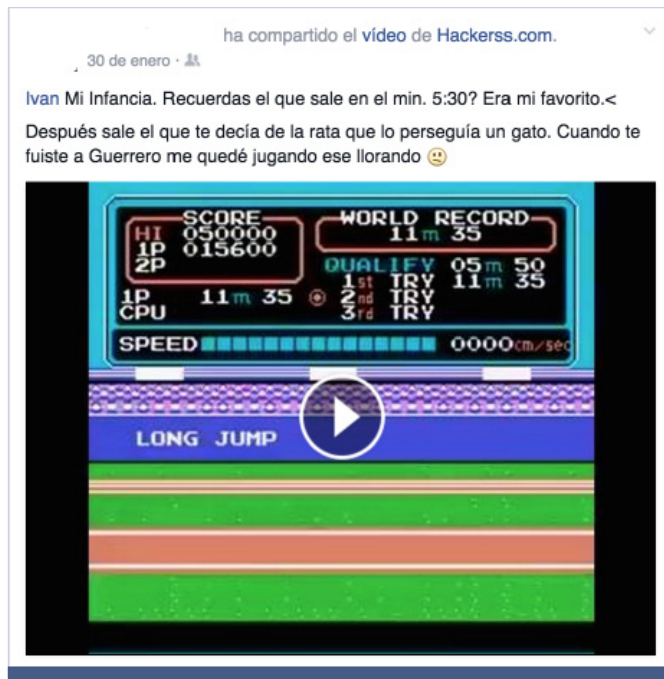 ha compartido el vídeo de Hackerss.com.
30 de enero ·
Ivan Mi Infancia. Recuerdas el que sale en el min. 5:30? Era mi favorito.<
Después sale el que te decía de la rata que lo perseguía un gato. Cuando te
fuiste a Guerrero me quedé jugando ese llorando
SCORE
HI 050000
1P 015600
2P
WORLD RECORD
11m 35
QUALIFY 05m 50
1st TRY 11m 35
1P 11m 35 2nd TRY
CPU 3rd TRY
SPEED 0000cm/sec
LONG JUMP